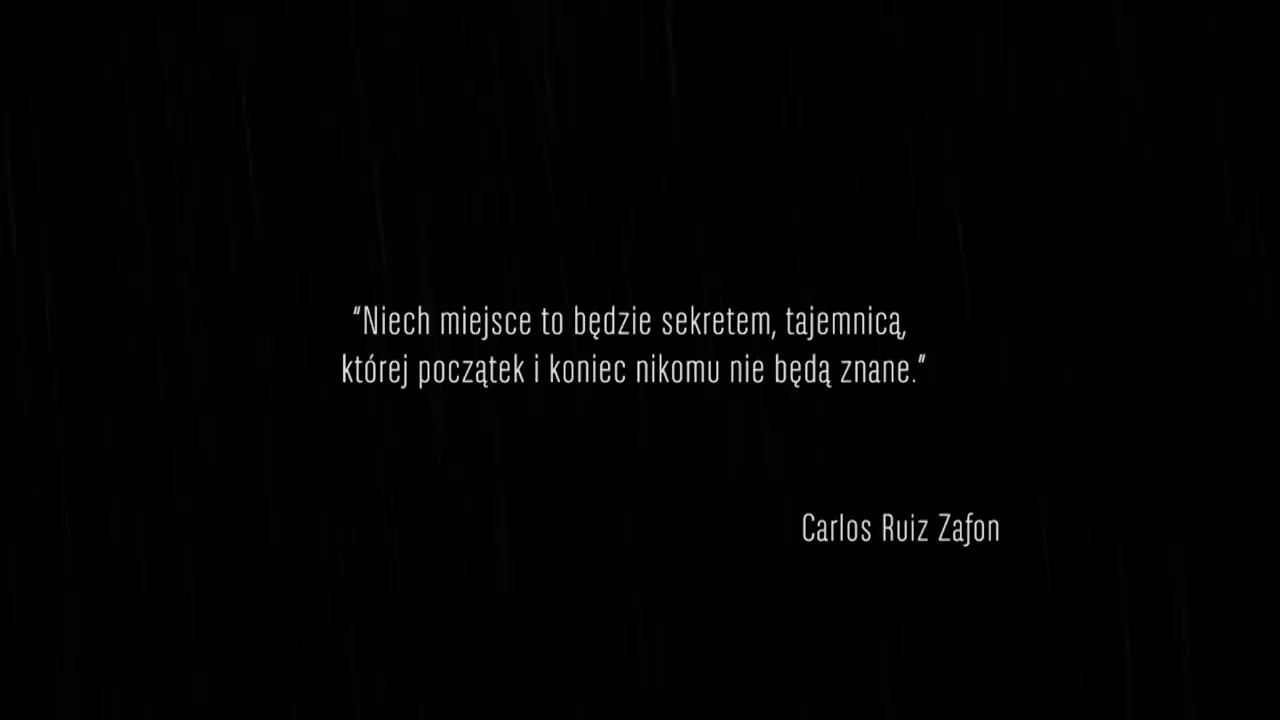 “Niech miejsce to będzie sekretem, tajemnicą,
której początek i koniec nikomu nie będą znane.”
Carlos Ruiz Zafon